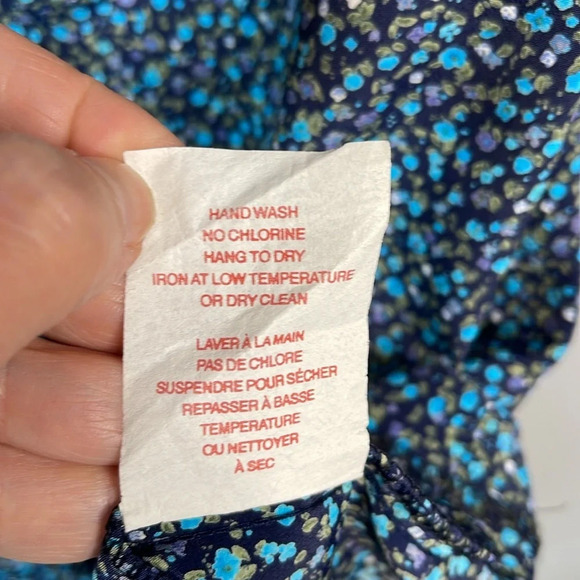 HAND WASH
NO CHLORINE
HANG TO DRY
IRON AT LOW TEMPERATURE
OR DRY CLEAN
LAVER À LA MAIN
PAS DE CHLORE
SUSPENDRE POUR SÉCHER
REPASSER À BASSE
TEMPERATURE
OU NETTOYER
À SEC